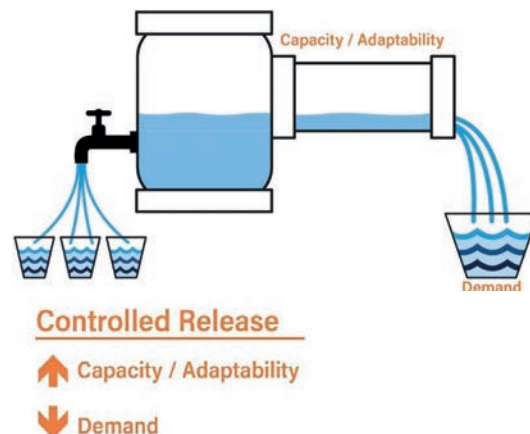 Capacity / Adaptability
Demand
Controlled Release
Capacity / Adaptability
Demand